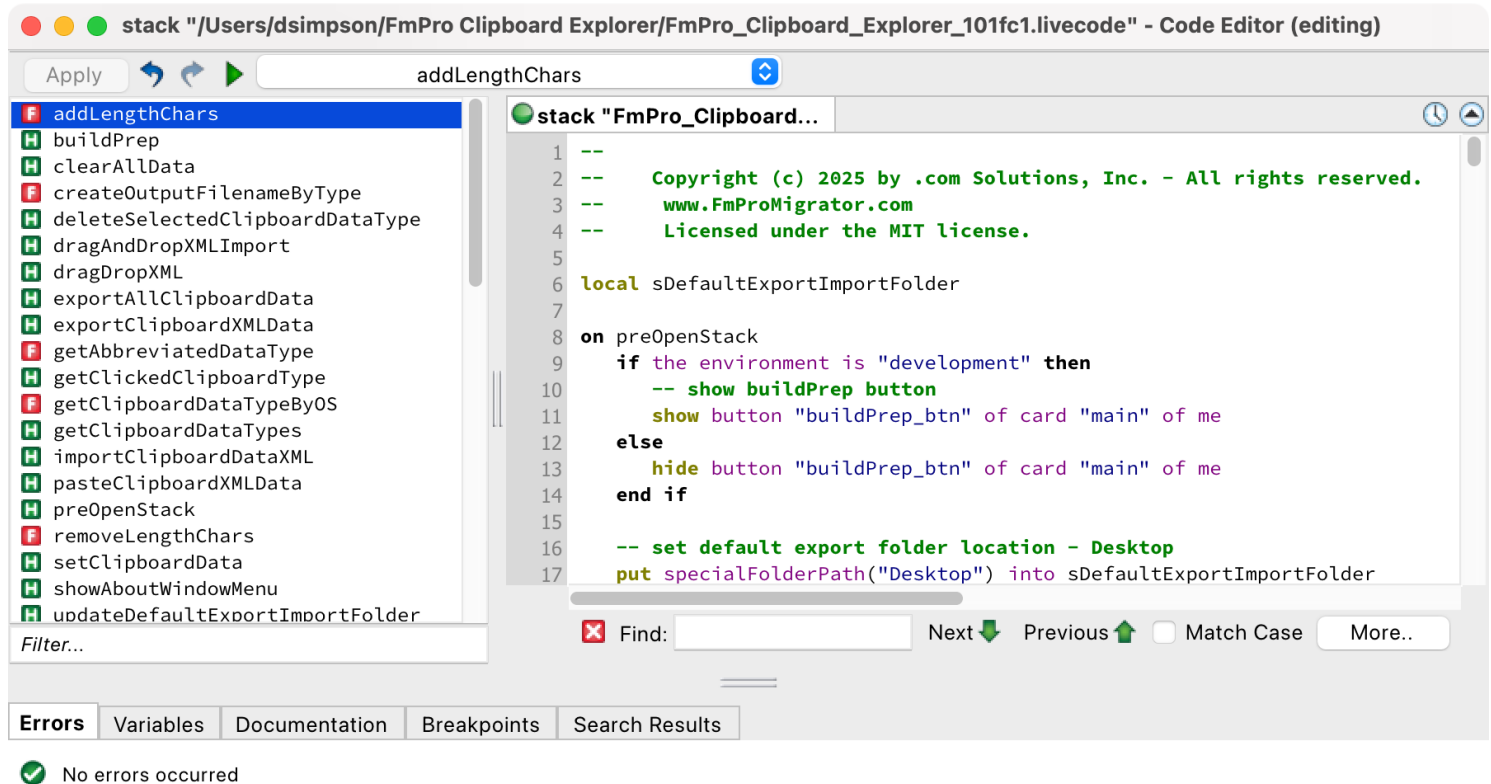 stack "/Users/dsimpson/FmPro Clipboard Explorer/FmPro_Clipboard_Explorer_101fc1.livecode" - Code Editor (editing)
Apply
addLengthChars
F addLengthChars
H buildPrep
H clearAllData
F createOutputFilenameByType
H deleteSelectedClipboardDataType
H dragAndDropXMLImport
H dragDropXML
H exportAllClipboardData
H exportClipboardXMLData
F getAbbreviatedDataType
H getClickedClipboardType
F getClipboardDataTypeByOS
H getClipboardDataTypes
H importClipboardDataXML
H pasteClipboardXMLData
H preOpenStack
F removeLengthChars
H setClipboardData
H showAboutWindowMenu
H updateDefaultExportImportFolder
Filter...
stack "FmPro_Clipboard...
1 --
2 --    Copyright (c) 2025 by .com Solutions, Inc. - All rights reserved.
3 --     www.FmProMigrator.com
4 --     Licensed under the MIT license.
5
6 local sDefaultExportImportFolder
7
8 on preOpenStack
9    if the environment is "development" then
10       -- show buildPrep button
11       show button "buildPrep_btn" of card "main" of me
12    else
13       hide button "buildPrep_btn" of card "main" of me
14    end if
15
16    -- set default export folder location - Desktop
17    put specialFolderPath("Desktop") into sDefaultExportImportFolder
Find:
Next
Previous
Match Case
More..
Errors
Variables
Documentation
Breakpoints
Search Results
No errors occurred